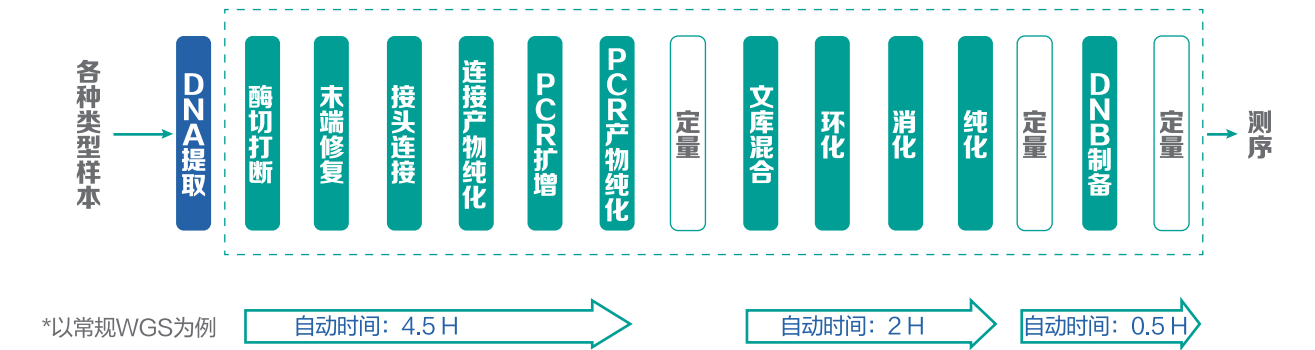 各种类型样本
DNA提取
酶切打断
末端修复
接头连接
连接产物纯化
PCR扩增
PCR产物纯化
定量
文库混合
环化
消化
纯化
定量
DNB制备
定量
测序
*以常规WGS为例
自动时间：4.5 H
自动时间：2 H
自动时间：0.5 H